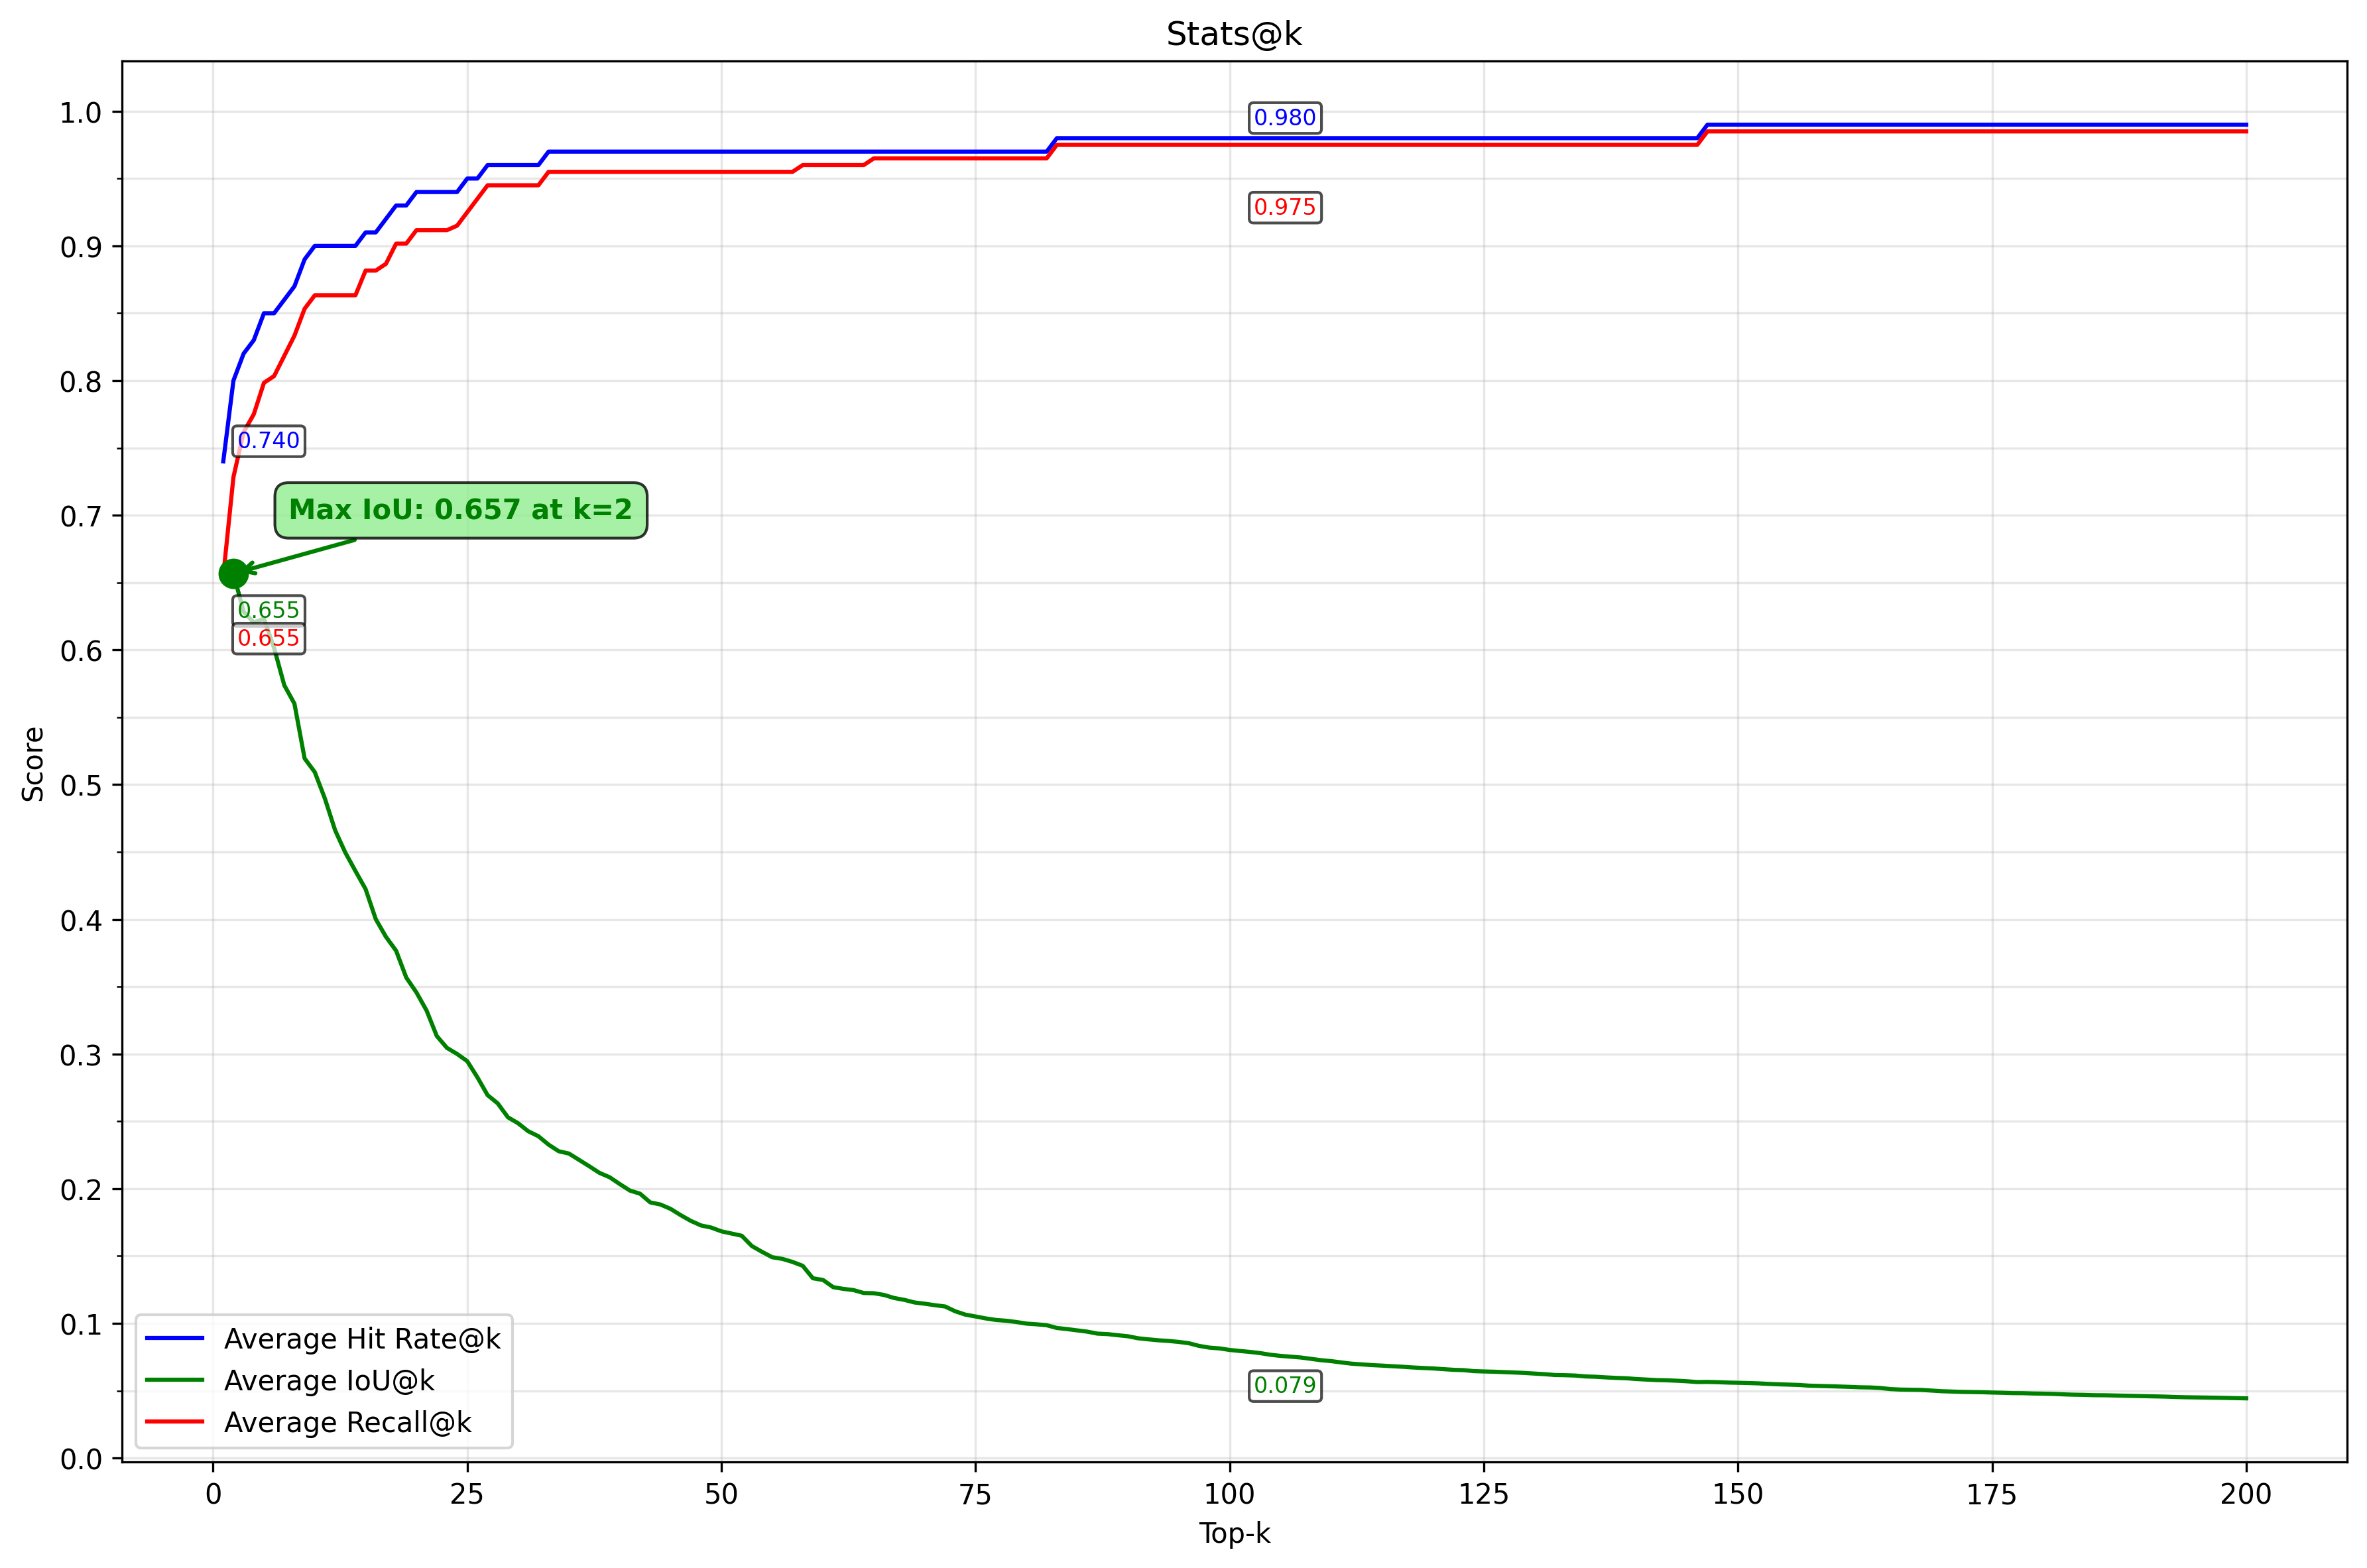 Stats@k
1.0
0.9
0.8
0.7
0.6
0.5
0.4
0.3
0.2
0.1
0.0
Score
0.980
0.975
0.740
Max IoU: 0.657 at k=2
0.655
0.655
0.079
Average Hit Rate@k
Average IoU@k
Average Recall@k
0 25 50 75 100 125 150 175 200
Top-k